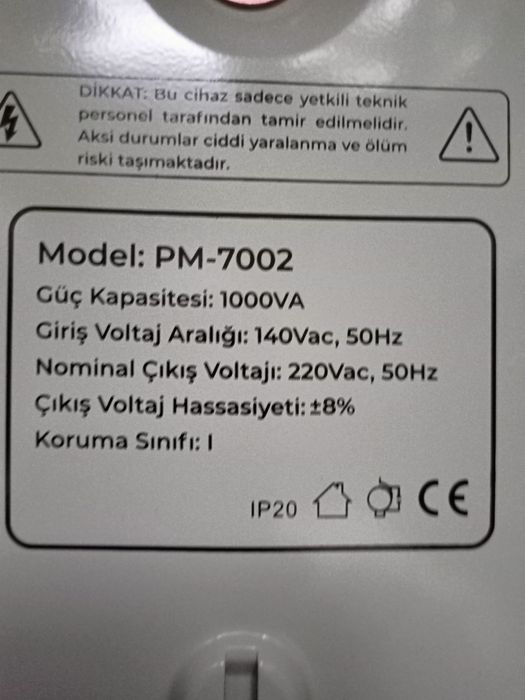 DİKKAT: Bu cihaz sadece yetkili teknik
personel tarafından tamir edilmelidir.
Aksi durumlar ciddi yaralanma ve ölüm
riski taşımaktadır.
Model: PM-7002
Güç Kapasitesi: 1000VA
Giriş Voltaj Aralığı: 140Vac, 50Hz
Nominal Çıkış Voltajı: 220Vac, 50Hz
Çıkış Voltaj Hassasiyeti: ±8%
Koruma Sınıfı: I
IP20 CE